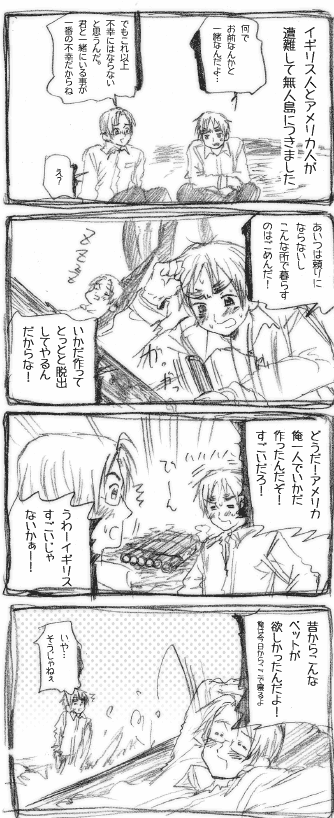 イギリス人とアメリカ人が
遭難して無人島につきました
何で
お前なんかと
一緒なんだよ…
でもこれ以上
不幸にはならない
と思うんだ。
君と一緒にいる事が
一番の不幸だからね
え?
あいつは頼りに
ならないし
こんな所で暮らす
のはごめんだ!
ガッ
ガッ
ZZZZZ
いかだ作って
とっとと脱出
してやるん
だからな!
どうだ!アメリカ
俺一人でいかだ
作ったんだぞ!
すごいだろ!
じーん
うわーイギリス
すごいじゃ
ないかぁ!!
昔からこんな
ベットが
欲しかったんだよ!
俺は今日からここで寝るよ
いや…
そうじゃねぇ